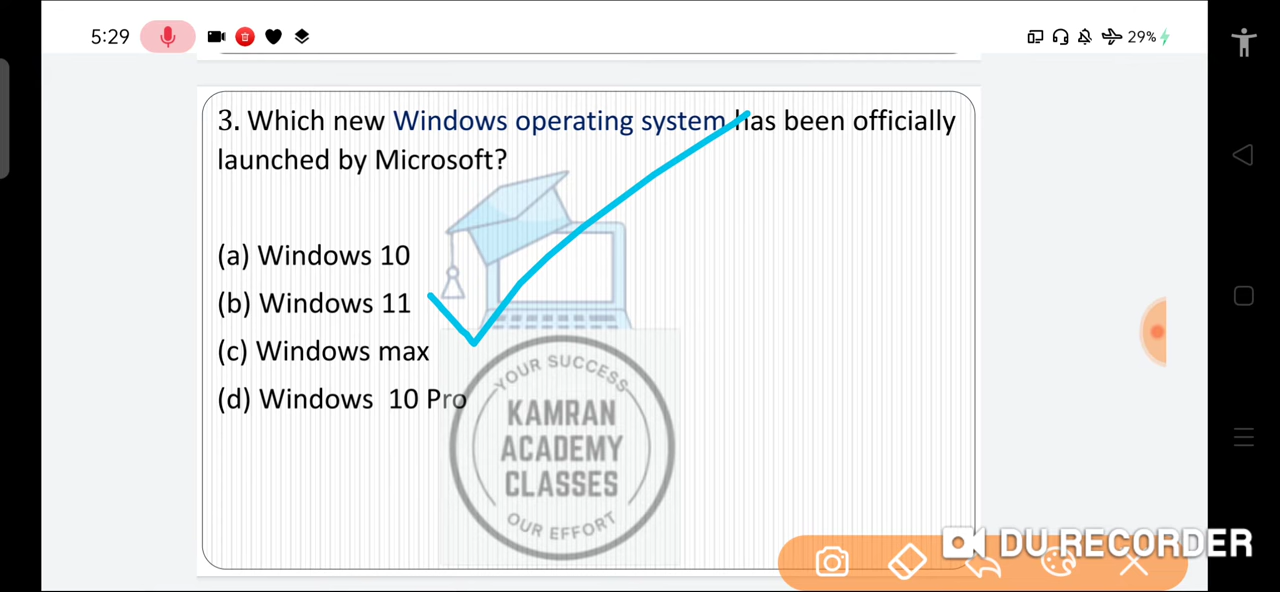 5:29
29%
3. Which new Windows operating system has been officially
launched by Microsoft?
(a) Windows 10
(b) Windows 11
(c) Windows max
(d) Windows 10 Pro
YOUR SUCCESS
KAMRAN
ACADEMY
CLASSES
OUR EFFORT
DU RECORDER